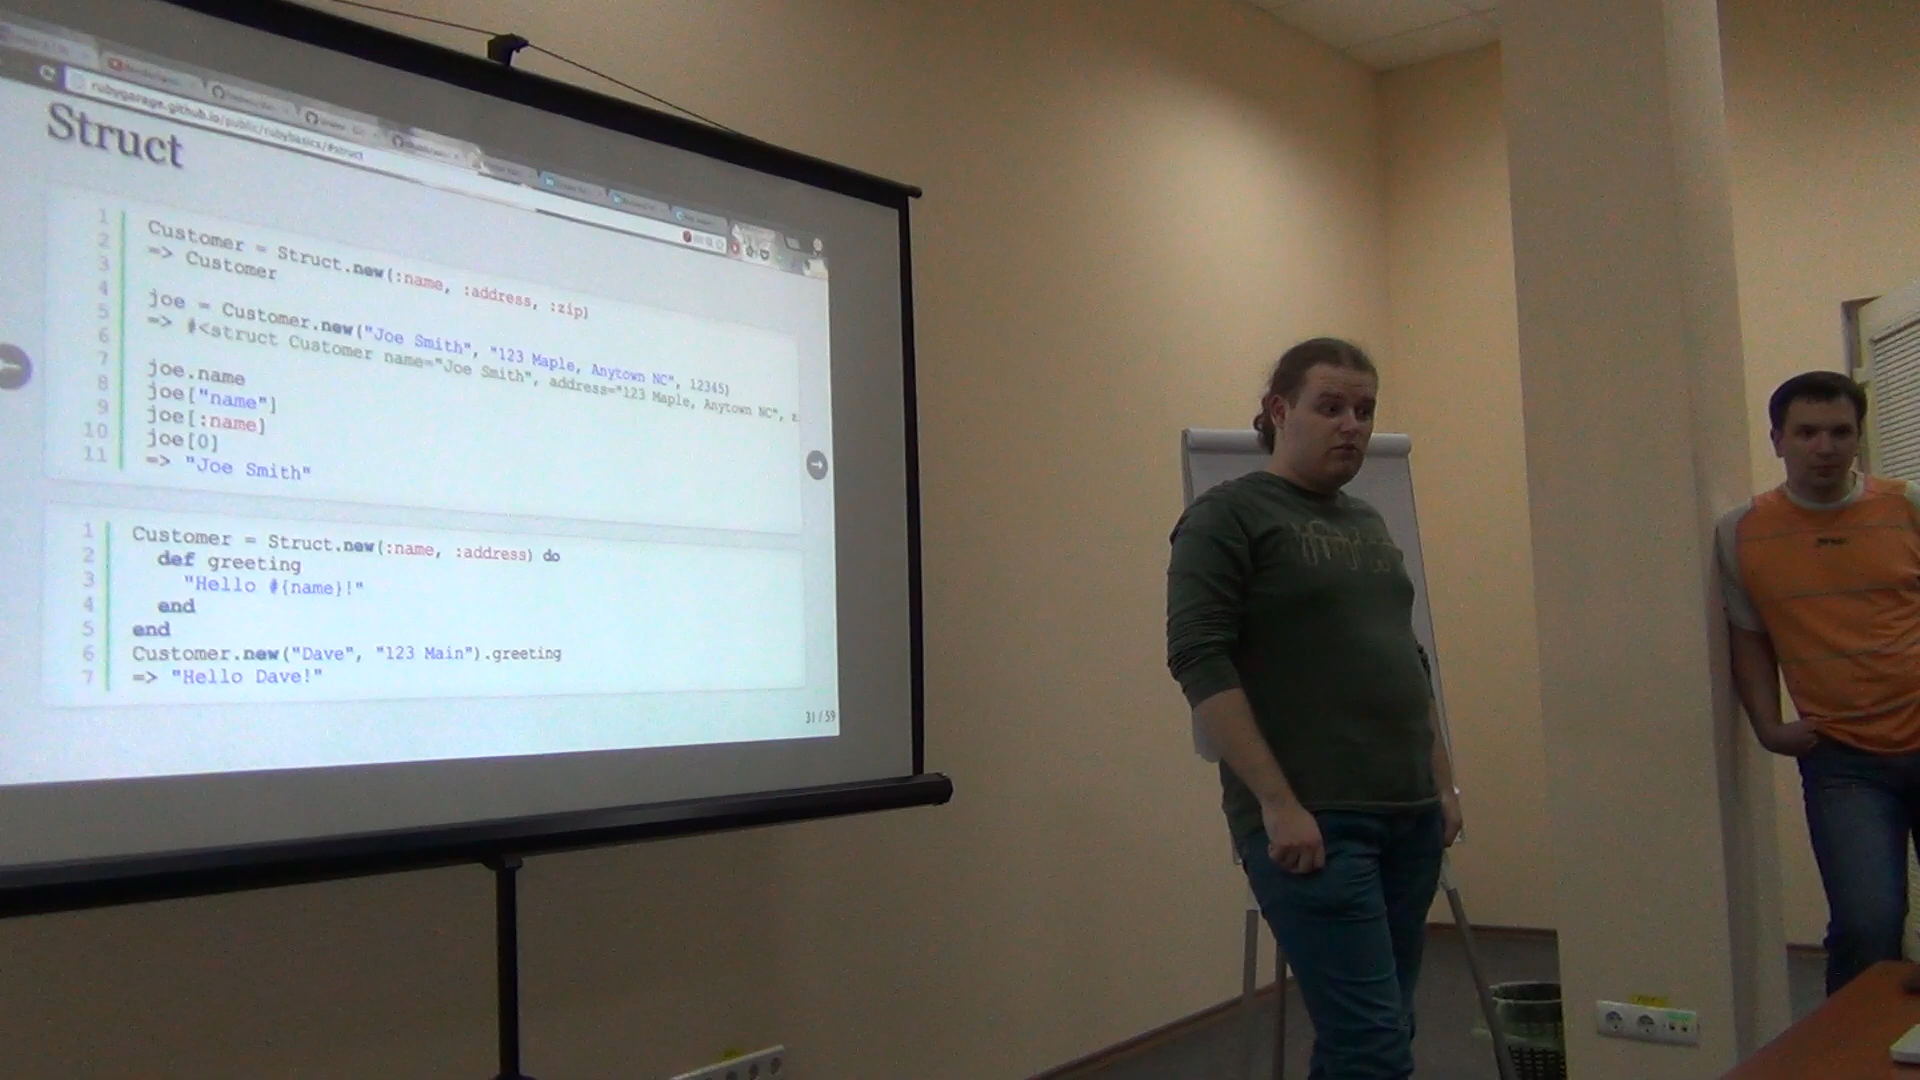 rubygarage.github.io/public/rubybasics/#struct
Struct
1 Customer = Struct.new(:name, :address, :zip)
2 => Customer
3
4 joe = Customer.new("Joe Smith", "123 Maple, Anytown NC", 12345)
5 => #<struct Customer name="Joe Smith", address="123 Maple, Anytown NC", z
6
7 joe.name
8 joe["name"]
9 joe[:name]
10 joe[0]
11 => "Joe Smith"
1 Customer = Struct.new(:name, :address) do
2 def greeting
3 "Hello #{name}!"
4 end
5 end
6 Customer.new("Dave", "123 Main").greeting
7 => "Hello Dave!"
31 / 59